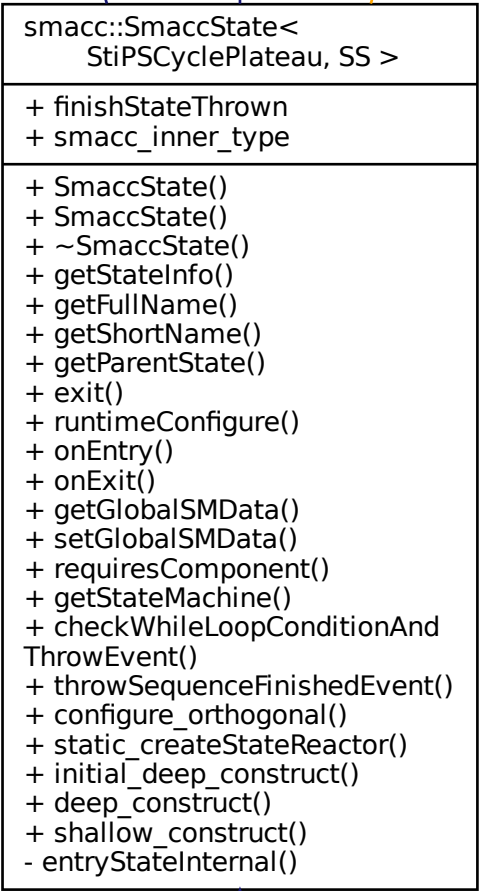 smacc::SmaccState<
StiPSCyclePlateau, SS >
+ finishStateThrown
+ smacc_inner_type
+ SmaccState()
+ SmaccState()
+ ~SmaccState()
+ getStateInfo()
+ getFullName()
+ getShortName()
+ getParentState()
+ exit()
+ runtimeConfigure()
+ onEntry()
+ onExit()
+ getGlobalSMData()
+ setGlobalSMData()
+ requiresComponent()
+ getStateMachine()
+ checkWhileLoopConditionAnd
ThrowEvent()
+ throwSequenceFinishedEvent()
+ configure_orthogonal()
+ static_createStateReactor()
+ initial_deep_construct()
+ deep_construct()
+ shallow_construct()
- entryStateInternal()